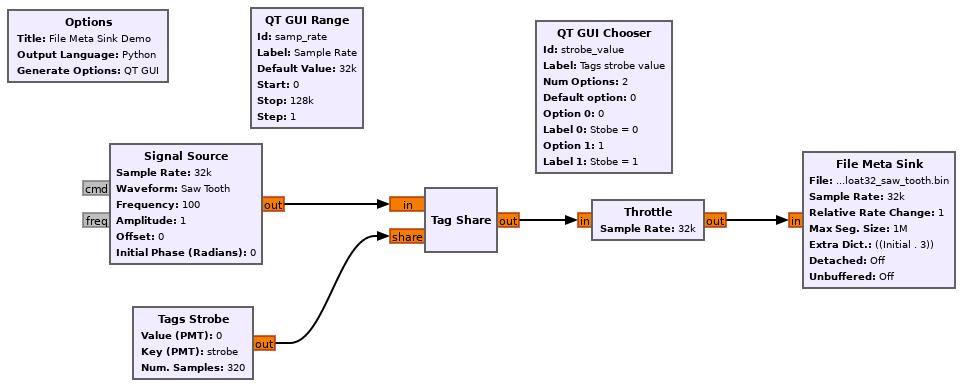 Options
Title: File Meta Sink Demo
Output Language: Python
Generate Options: QT GUI
QT GUI Range
Id: samp_rate
Label: Sample Rate
Default Value: 32k
Start: 0
Stop: 128k
Step: 1
QT GUI Chooser
Id: strobe_value
Label: Tags strobe value
Num Options: 2
Default option: 0
Option 0: 0
Label 0: Stobe = 0
Option 1: 1
Label 1: Stobe = 1
Signal Source
Sample Rate: 32k
Waveform: Saw Tooth
Frequency: 100
Amplitude: 1
Offset: 0
Initial Phase (Radians): 0
cmd
freq
out
in
share
Tag Share
out
in
Throttle
Sample Rate: 32k
out
in
File Meta Sink
File: ...loat32_saw_tooth.bin
Sample Rate: 32k
Relative Rate Change: 1
Max Seg. Size: 1M
Extra Dict.: ((Initial . 3))
Detached: Off
Unbuffered: Off
Tags Strobe
Value (PMT): 0
Key (PMT): strobe
Num. Samples: 320
out